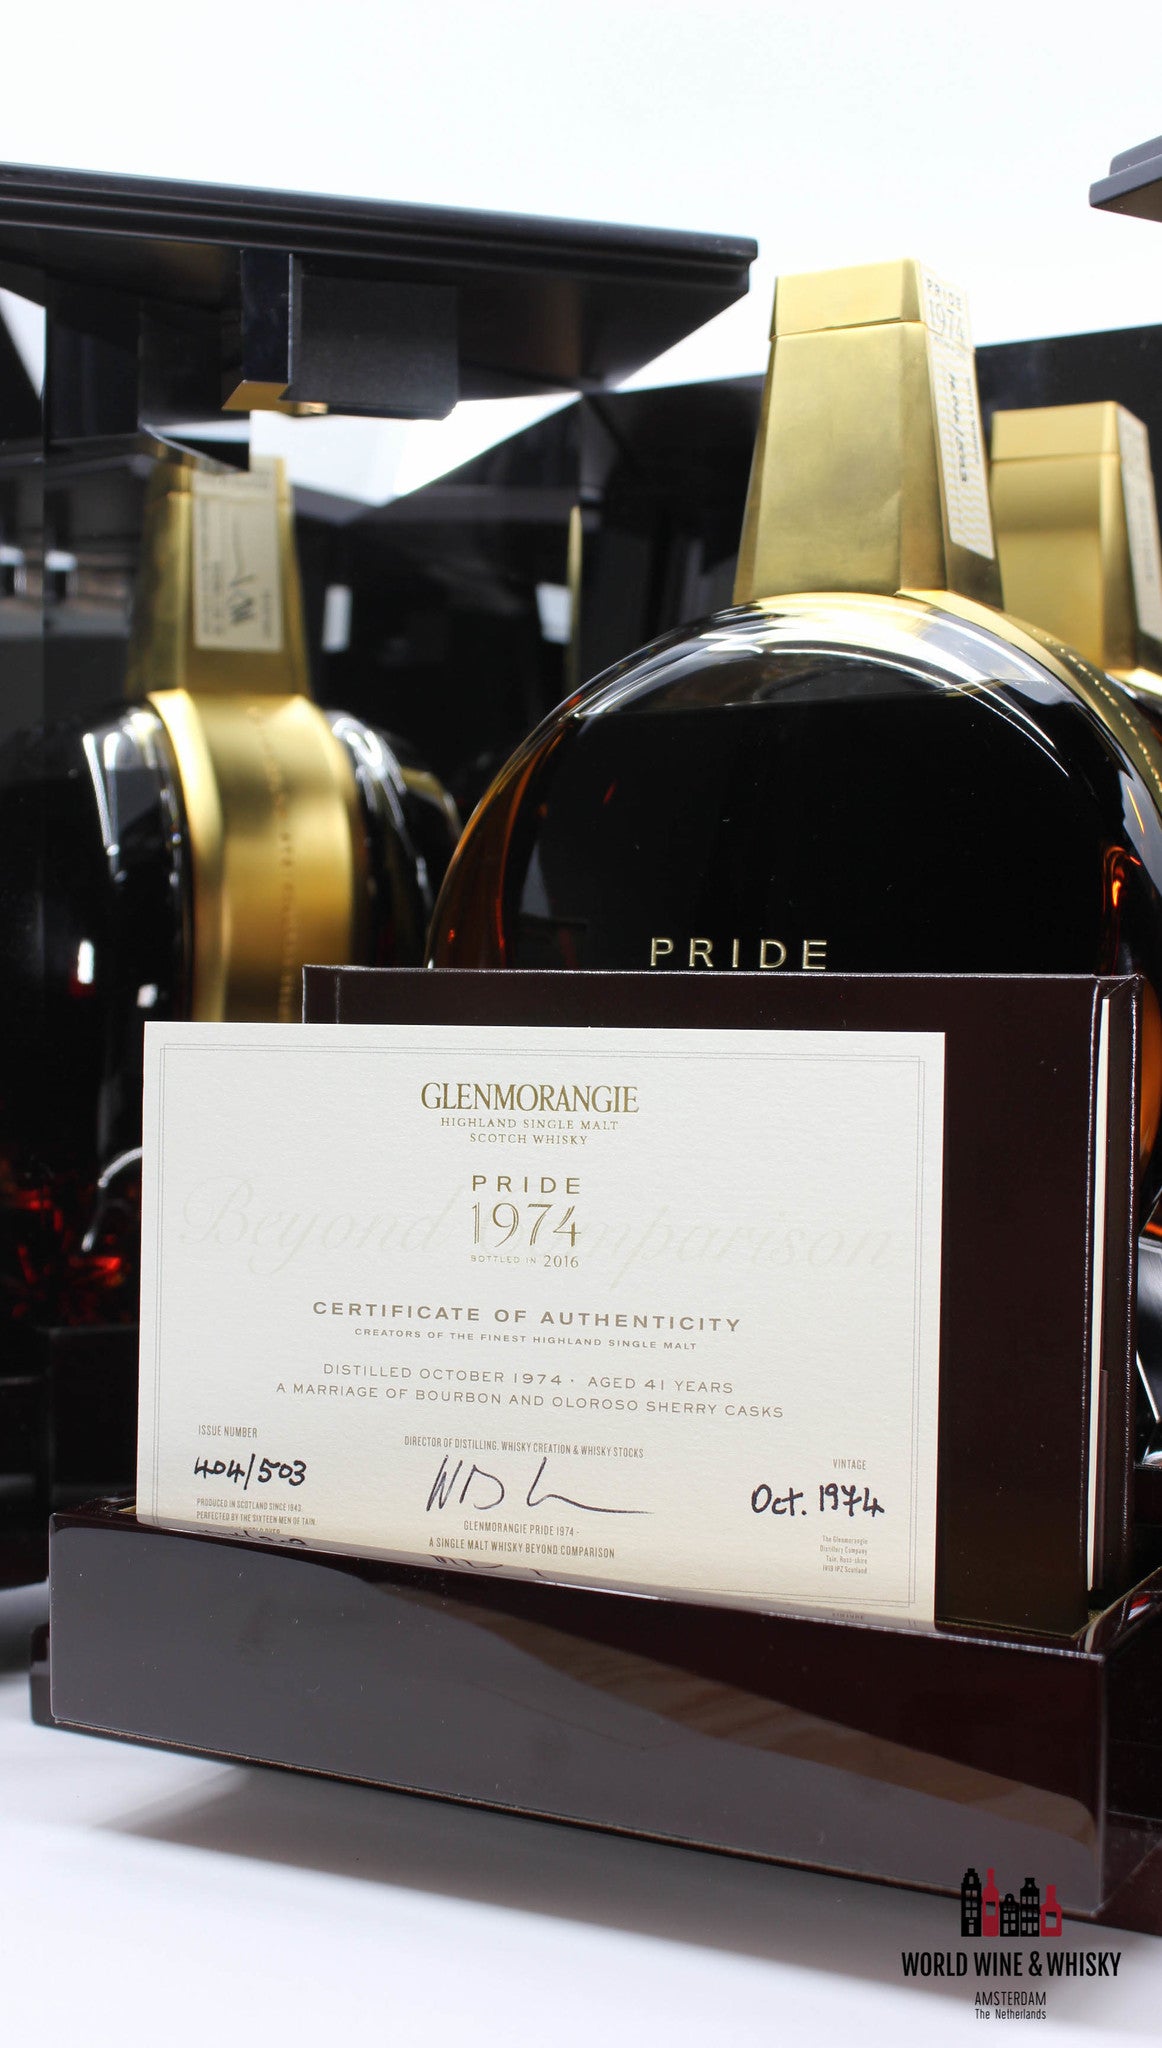 PRIDE
1974
PRIDE
GLENMORANGIE
HIGHLAND SINGLE MALT
SCOTCH WHISKY
Beyond Comparison
PRIDE
1974
BOTTLED IN 2016
CERTIFICATE OF AUTHENTICITY
CREATORS OF THE FINEST HIGHLAND SINGLE MALT
DISTILLED OCTOBER 1974 · AGED 41 YEARS
A MARRIAGE OF BOURBON AND OLOROSO SHERRY CASKS
ISSUE NUMBER
404/503
PRODUCED IN SCOTLAND SINCE 1843
PERFECTED BY THE SIXTEEN MEN OF TAIN
DIRECTOR OF DISTILLING, WHISKY CREATION & WHISKY STOCKS
GLENMORANGIE PRIDE 1974 -
A SINGLE MALT WHISKY BEYOND COMPARISON
VINTAGE
Oct. 1974
The Glenmorangie
Distillery Company
Tain, Ross-shire
IV19 1PZ Scotland
WORLD WINE & WHISKY
AMSTERDAM
The Netherlands